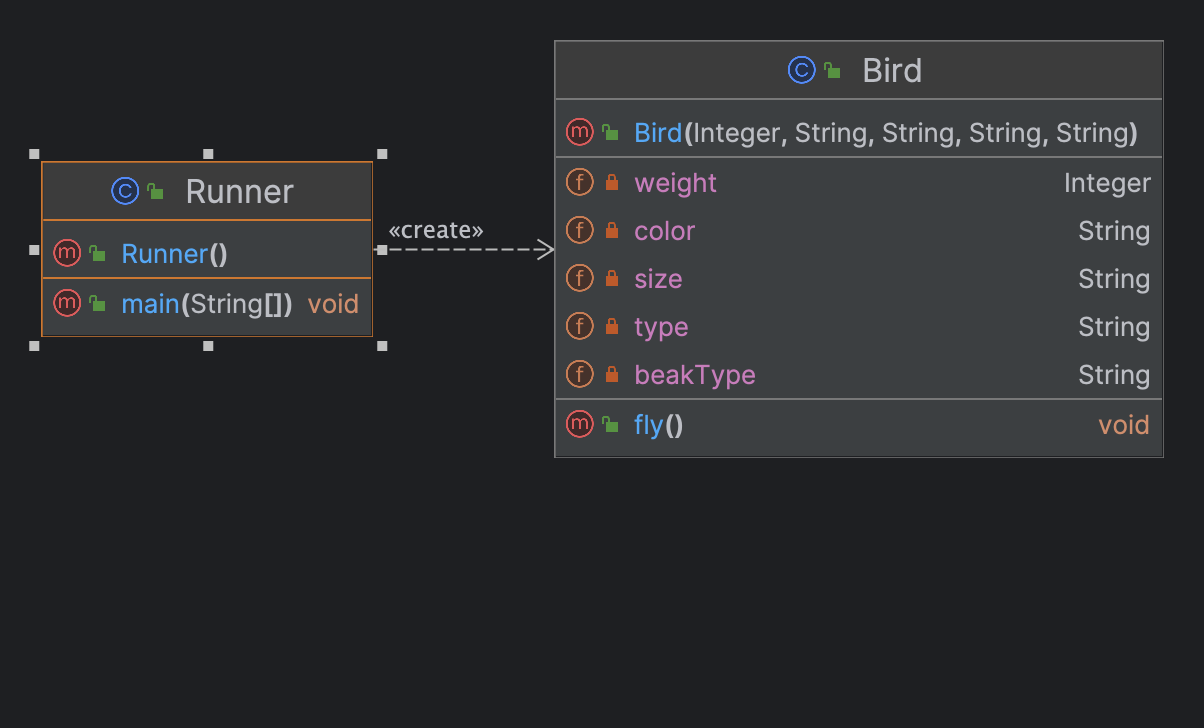 Runner
Runner()
main(String[]) void
«create»
Bird
Bird(Integer, String, String, String, String)
weight Integer
color String
size String
type String
beakType String
fly() void